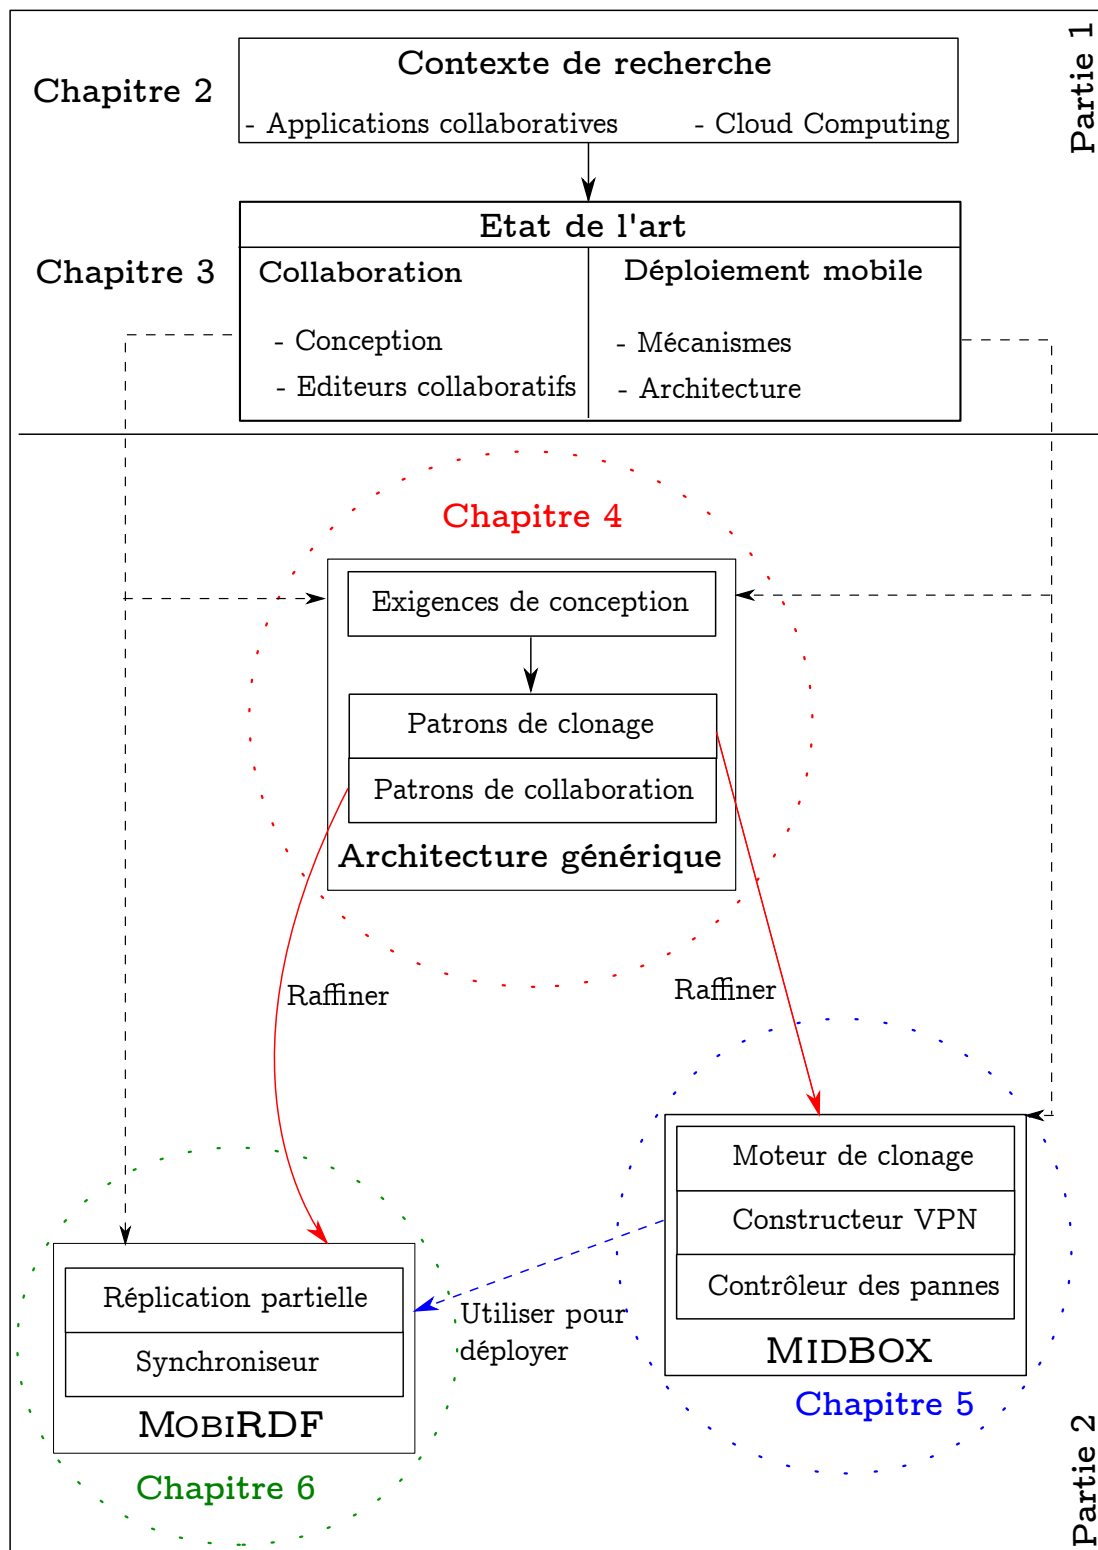 Partie 1
Contexte de recherche
Chapitre 2
- Applications collaboratives
- Cloud Computing
Etat de l'art
Chapitre 3
Collaboration
Déploiement mobile
- Conception
- Mécanismes
- Editeurs collaboratifs
- Architecture
Chapitre 4
Exigences de conception
Patrons de clonage
Patrons de collaboration
Architecture générique
Raffiner
Raffiner
Moteur de clonage
Constructeur VPN
Contrôleur des pannes
MIDBOX
Chapitre 5
Utiliser pour
déployer
Réplication partielle
Synchroniseur
MOBIRDF
Chapitre 6
Partie 2